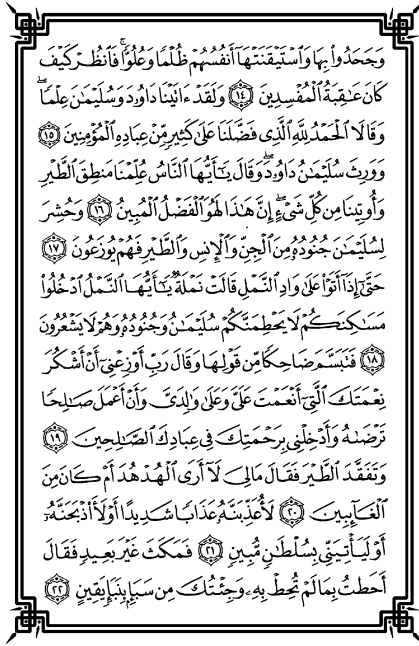 وَجَحَدُوا۟ بِهَا وَٱسْتَيْقَنَتْهَآ أَنفُسُهُمْ ظُلْمًا وَعُلُوًّا ۚ فَٱنظُرْ كَيْفَ
كَانَ عَـٰقِبَةُ ٱلْمُفْسِدِينَ ١٤ وَلَقَدْ ءَاتَيْنَا دَاوُۥدَ وَسُلَيْمَـٰنَ عِلْمًا ۖ
وَقَالَا ٱلْحَمْدُ لِلَّهِ ٱلَّذِى فَضَّلَنَا عَلَىٰ كَثِيرٍ مِّنْ عِبَادِهِ ٱلْمُؤْمِنِينَ ١٥
وَوَرِثَ سُلَيْمَـٰنُ دَاوُۥدَ ۖ وَقَالَ يَـٰٓأَيُّهَا ٱلنَّاسُ عُلِّمْنَا مَنطِقَ ٱلطَّيْرِ
وَأُوتِينَا مِن كُلِّ شَىْءٍ ۖ إِنَّ هَـٰذَا لَهُوَ ٱلْفَضْلُ ٱلْمُبِينُ ١٦ وَحُشِرَ
لِسُلَيْمَـٰنَ جُنُودُهُۥ مِنَ ٱلْجِنِّ وَٱلْإِنسِ وَٱلطَّيْرِ فَهُمْ يُوزَعُونَ ١٧
حَتَّىٰٓ إِذَآ أَتَوْا۟ عَلَىٰ وَادِ ٱلنَّمْلِ قَالَتْ نَمْلَةٌ يَـٰٓأَيُّهَا ٱلنَّمْلُ ٱدْخُلُوا۟
مَسَـٰكِنَكُمْ لَا يَحْطِمَنَّكُمْ سُلَيْمَـٰنُ وَجُنُودُهُۥ وَهُمْ لَا يَشْعُرُونَ
١٨ فَتَبَسَّمَ ضَاحِكًا مِّن قَوْلِهَا وَقَالَ رَبِّ أَوْزِعْنِىٓ أَنْ أَشْكُرَ
نِعْمَتَكَ ٱلَّتِىٓ أَنْعَمْتَ عَلَىَّ وَعَلَىٰ وَٰلِدَىَّ وَأَنْ أَعْمَلَ صَـٰلِحًا
تَرْضَىٰهُ وَأَدْخِلْنِى بِرَحْمَتِكَ فِى عِبَادِكَ ٱلصَّـٰلِحِينَ ١٩
وَتَفَقَّدَ ٱلطَّيْرَ فَقَالَ مَا لِىَ لَآ أَرَى ٱلْهُدْهُدَ أَمْ كَانَ مِنَ
ٱلْغَآئِبِينَ ٢٠ لَأُعَذِّبَنَّهُۥ عَذَابًا شَدِيدًا أَوْ لَأَا۟ذْبَحَنَّهُۥٓ
أَوْ لَيَأْتِيَنِّى بِسُلْطَـٰنٍ مُّبِينٍ ٢١ فَمَكَثَ غَيْرَ بَعِيدٍ فَقَالَ
أَحَطتُ بِمَا لَمْ تُحِطْ بِهِۦ وَجِئْتُكَ مِن سَبَإٍۭ بِنَبَإٍ يَقِينٍ ٢٢